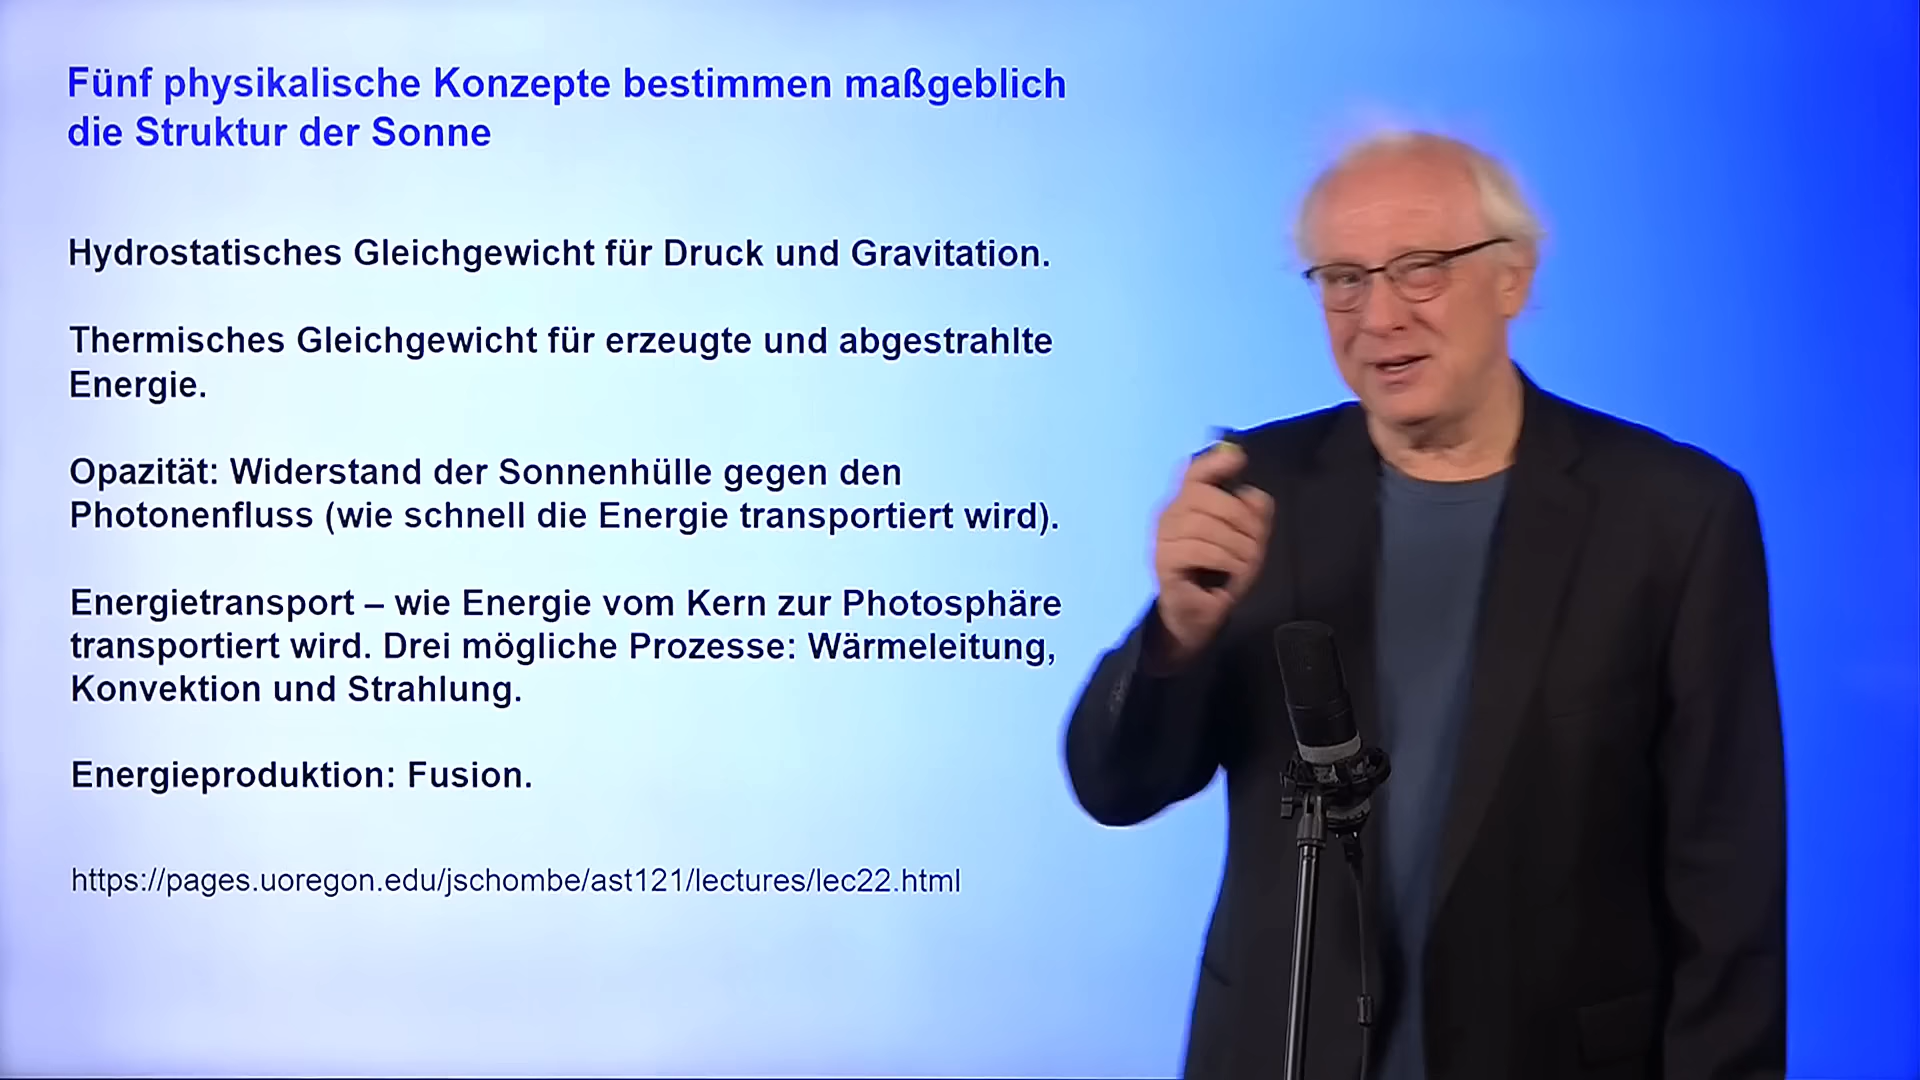 Fünf physikalische Konzepte bestimmen maßgeblich
die Struktur der Sonne
Hydrostatisches Gleichgewicht für Druck und Gravitation.
Thermisches Gleichgewicht für erzeugte und abgestrahlte
Energie.
Opazität: Widerstand der Sonnenhülle gegen den
Photonenfluss (wie schnell die Energie transportiert wird).
Energietransport – wie Energie vom Kern zur Photosphäre
transportiert wird. Drei mögliche Prozesse: Wärmeleitung,
Konvektion und Strahlung.
Energieproduktion: Fusion.
https://pages.uoregon.edu/jschombe/ast121/lectures/lec22.html